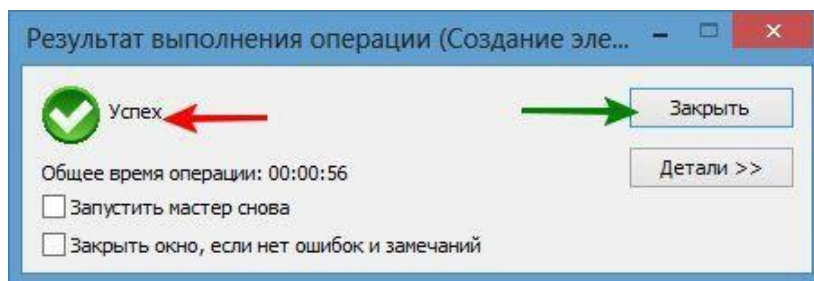 Результат выполнения операции (Создание эле...
Успех
Закрыть
Общее время операции: 00:00:56
Детали >>
Запустить мастер снова
Закрыть окно, если нет ошибок и замечаний